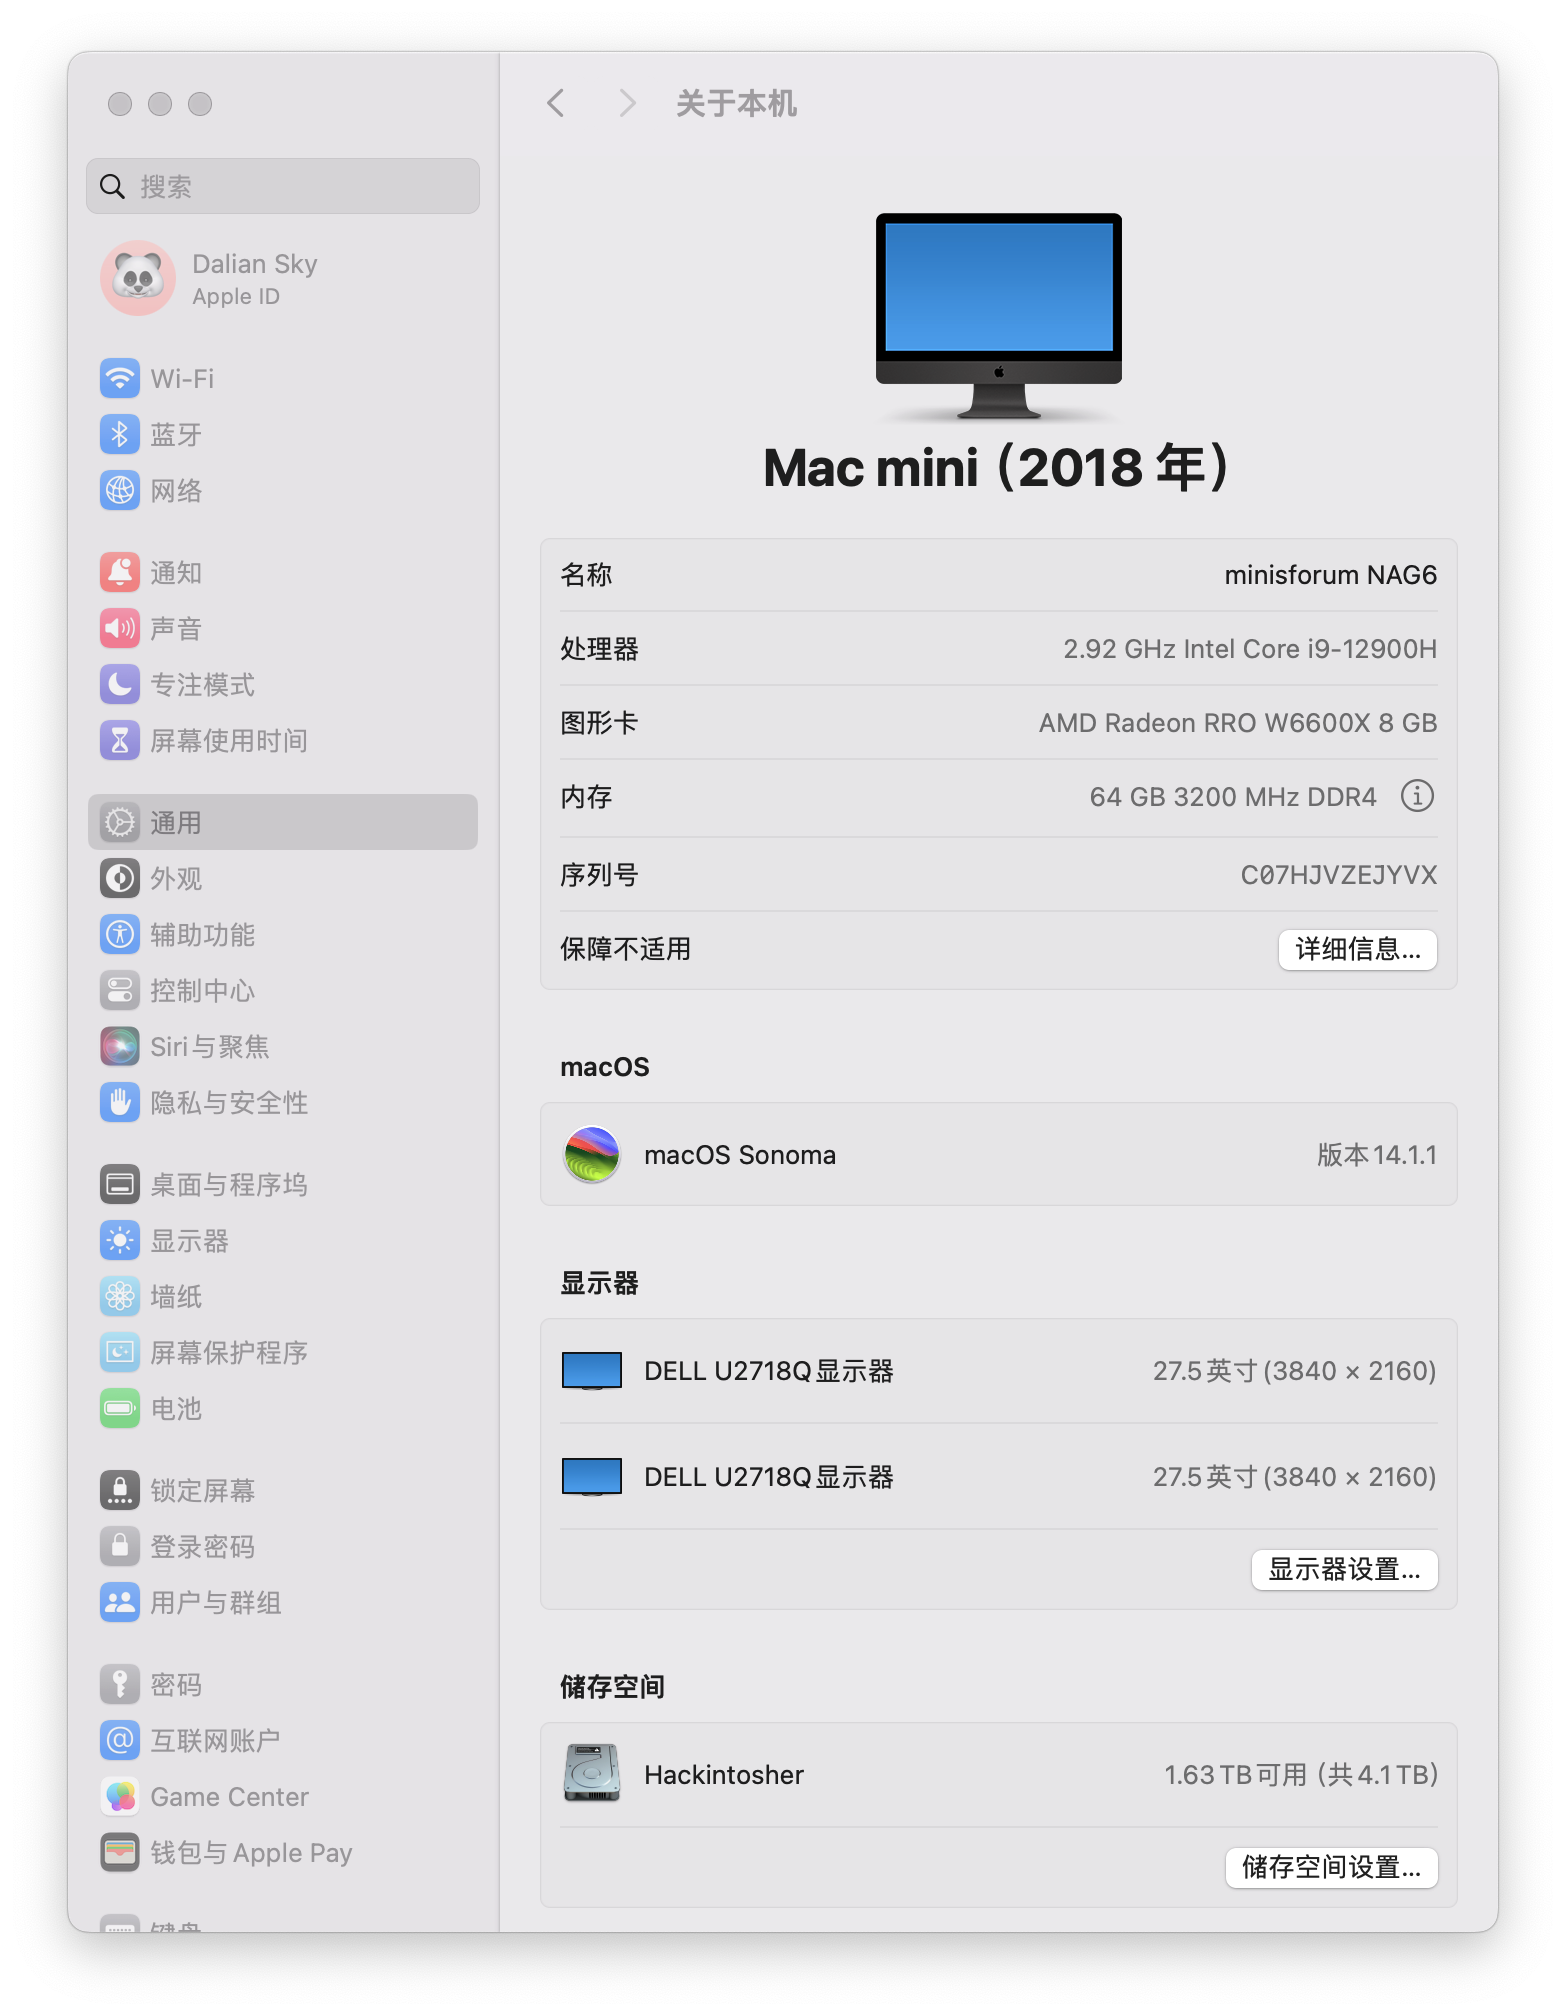 关于本机
搜索
Dalian Sky
Apple ID
Wi-Fi
蓝牙
网络
通知
声音
专注模式
屏幕使用时间
通用
外观
辅助功能
控制中心
Siri与聚焦
隐私与安全性
桌面与程序坞
显示器
墙纸
屏幕保护程序
电池
锁定屏幕
登录密码
用户与群组
密码
互联网账户
Game Center
钱包与 Apple Pay
键盘
Mac mini（2018 年）
名称 minisforum NAG6
处理器 2.92 GHz Intel Core i9-12900H
图形卡 AMD Radeon RRO W6600X 8 GB
内存 64 GB 3200 MHz DDR4
序列号 C07HJVZEJYVX
保障不适用 详细信息...
macOS
macOS Sonoma 版本 14.1.1
显示器
DELL U2718Q显示器 27.5英寸 (3840 × 2160)
DELL U2718Q显示器 27.5英寸 (3840 × 2160)
显示器设置...
储存空间
Hackintosher 1.63 TB可用（共4.1 TB）
储存空间设置...